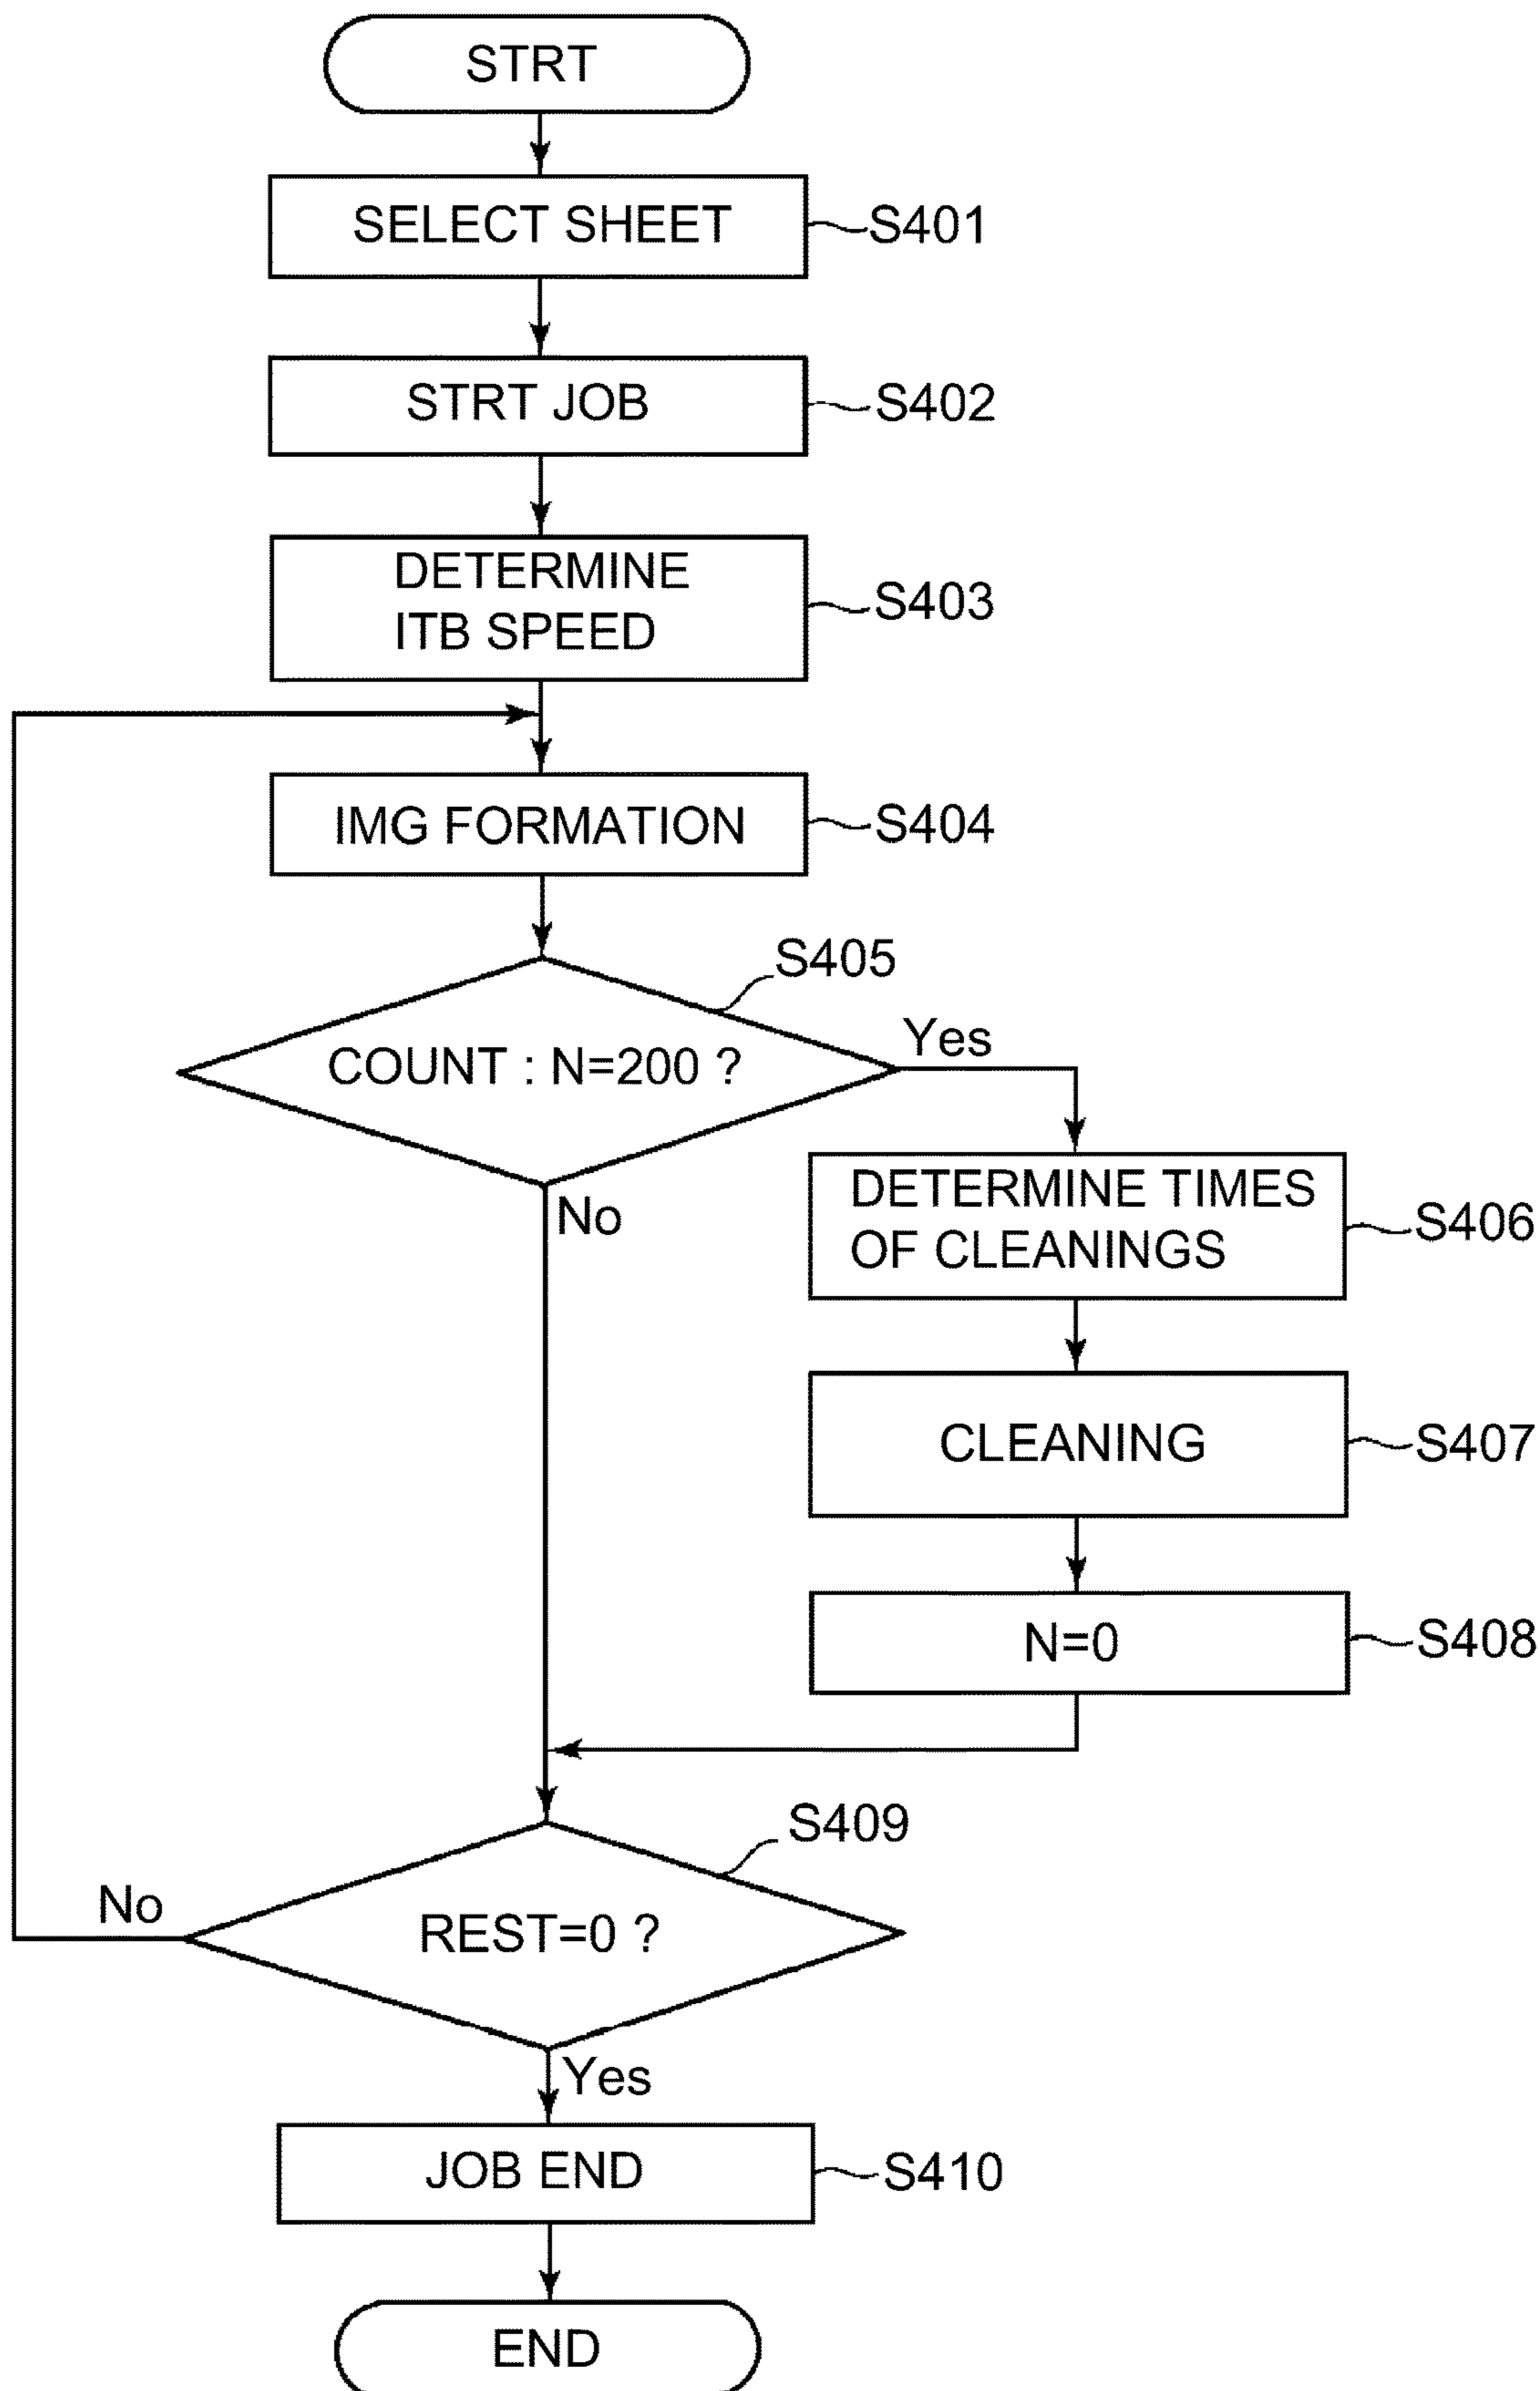 STRT
SELECT SHEET
S401
STRT JOB
S402
DETERMINE
ITB SPEED
S403
IMG FORMATION
S404
S405
COUNT : N=200 ?
Yes
No
DETERMINE TIMES
OF CLEANINGS
S406
CLEANING
S407
N=0
S408
S409
REST=0 ?
No
Yes
JOB END
S410
END